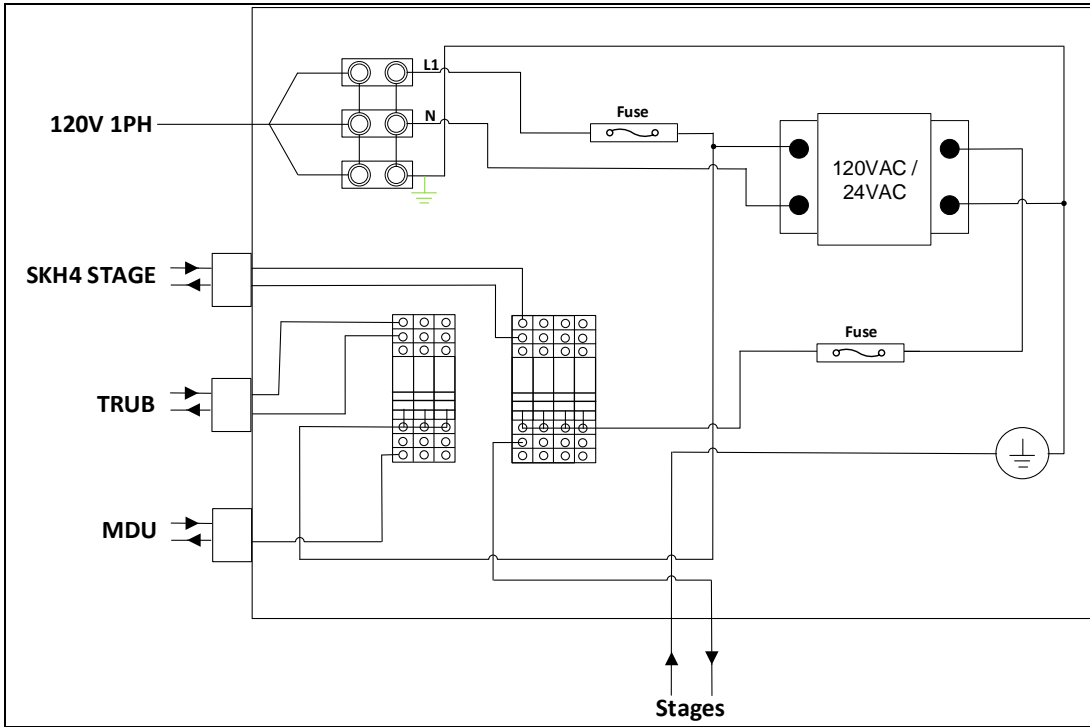 L1
Fuse
N
120V 1PH
120VAC /
24VAC
SKH4 STAGE
Fuse
TRUB
MDU
Stages